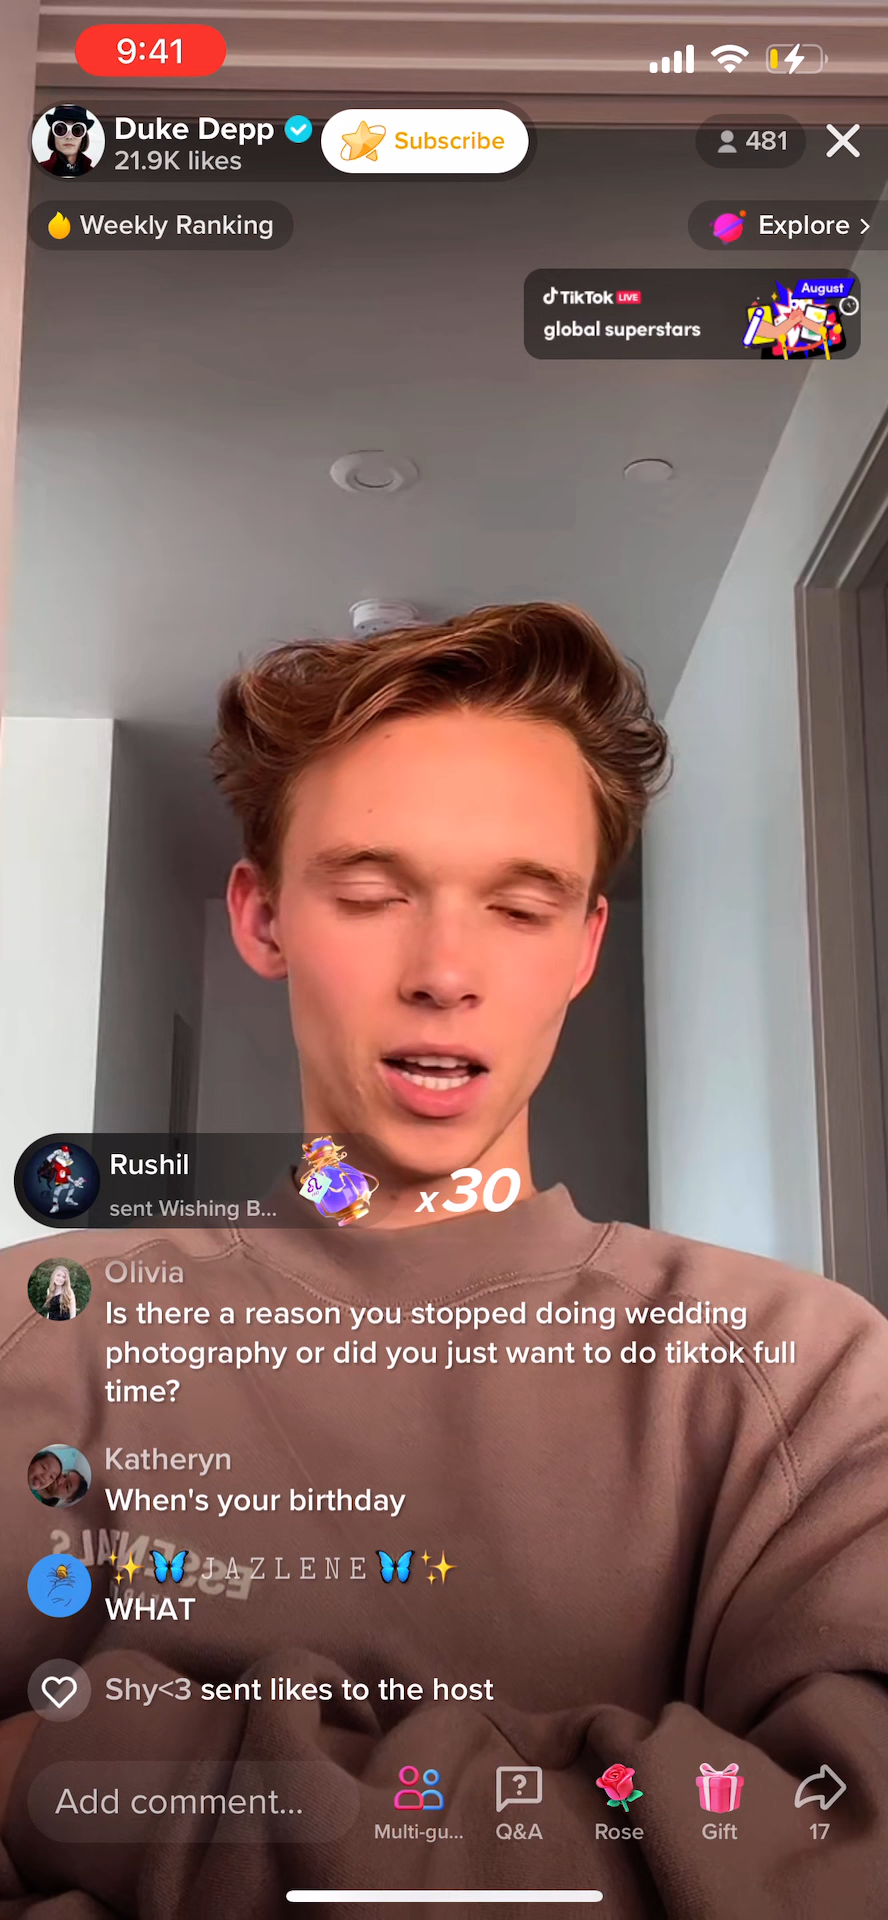 9:41
Duke Depp
Subscribe
21.9K likes
481
Weekly Ranking
Explore >
TikTok LIVE
August
global superstars
Rushil
sent Wishing B...
x30
Olivia
Is there a reason you stopped doing wedding
photography or did you just want to do tiktok full
time?
Katheryn
When's your birthday
ESSENTIALS
✨🦋JAZLENE🦋✨
WHAT
Shy<3 sent likes to the host
Add comment...
Multi-gu...
Q&A
Rose
Gift
17